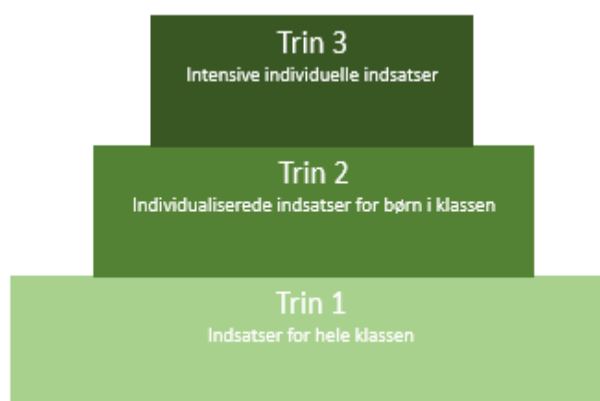 Trin 3
Intensive individuelle indsatser
Trin 2
Individualiserede indsatser for børn i klassen
Trin 1
Indsatser for hele klassen